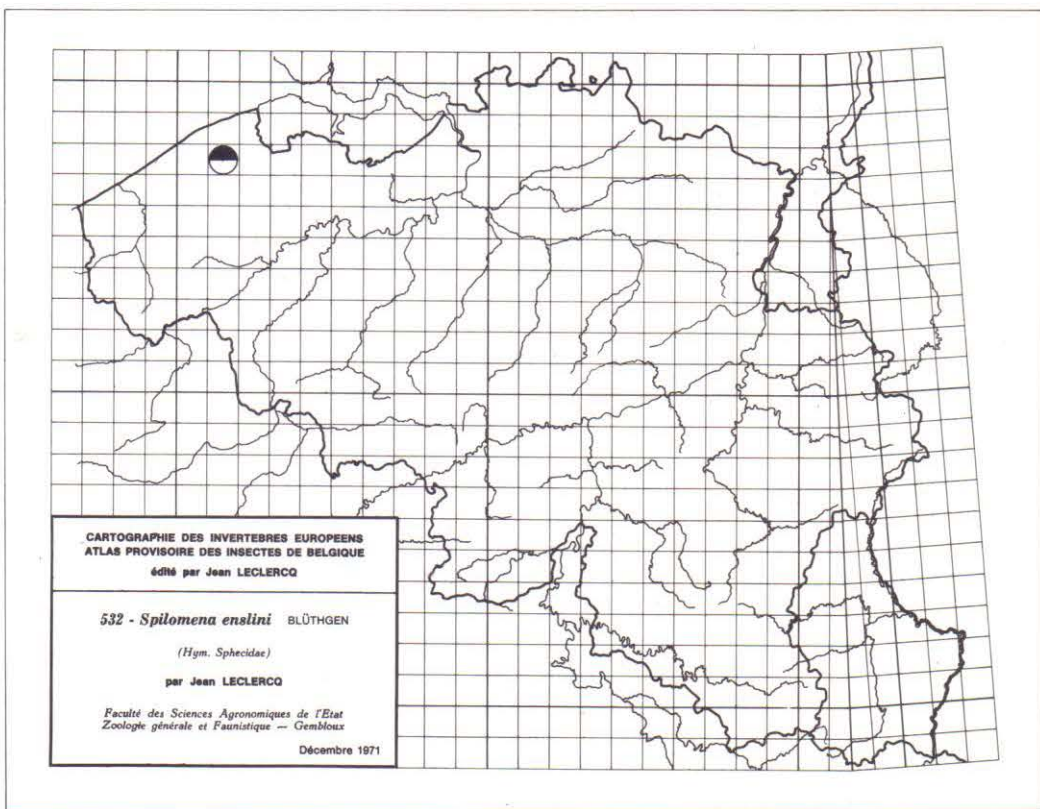 CARTOGRAPHIE DES INVERTEBRES EUROPEENS
ATLAS PROVISOIRE DES INSECTES DE BELGIQUE
édité par Jean LECLERCQ
532 - Spilomena enslini BLÜTHGEN
(Hym. Sphecidae)
par Jean LECLERCQ
Faculté des Sciences Agronomiques de l'Etat
Zoologie générale et Faunistique — Gembloux
Décembre 1971